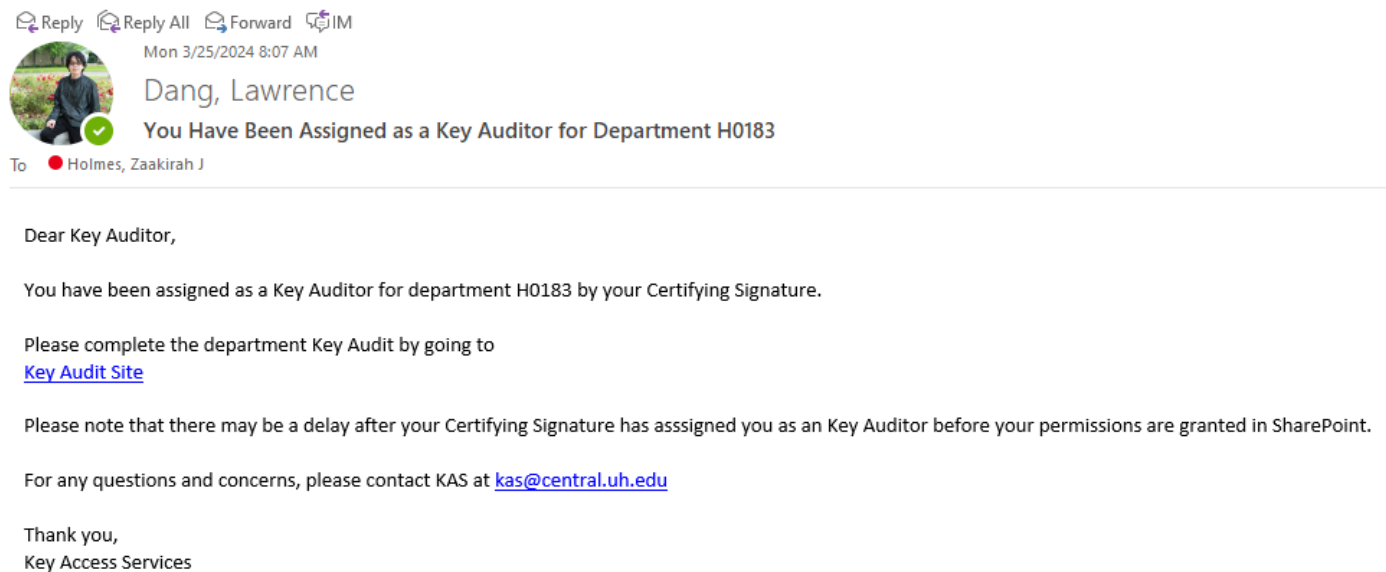 Reply Reply All Forward IM
Mon 3/25/2024 8:07 AM
Dang, Lawrence
You Have Been Assigned as a Key Auditor for Department H0183
To Holmes, Zaakirah J
Dear Key Auditor,
You have been assigned as a Key Auditor for department H0183 by your Certifying Signature.
Please complete the department Key Audit by going to
Key Audit Site
Please note that there may be a delay after your Certifying Signature has asssigned you as an Key Auditor before your permissions are granted in SharePoint.
For any questions and concerns, please contact KAS at kas@central.uh.edu
Thank you,
Key Access Services